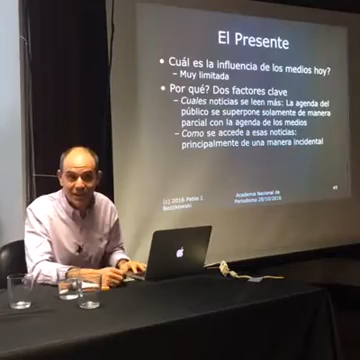 El Presente
• Cuál es la influencia de los medios hoy?
– Muy limitada
• Por qué? Dos factores clave
– Cuales noticias se leen más: La agenda del
público se superpone solamente de manera
parcial con la agenda de los medios
– Como se accede a esas noticias:
principalmente de una manera incidental
(c) 2016 Pablo J.
Boczkowski
Academia Nacional de
Periodismo 28/10/2016